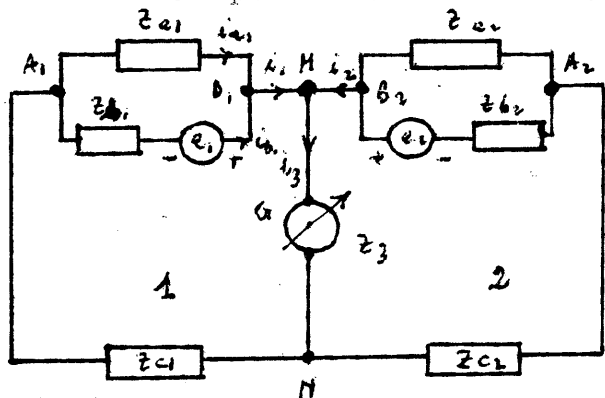 Za1 ia1 Za2
A1 M A2
B1 i1 i2 B2
Zb1 Zb2
e1 ib1 e2
- + + -
i3
G Z3
1 2
Zc1 Zc2
N